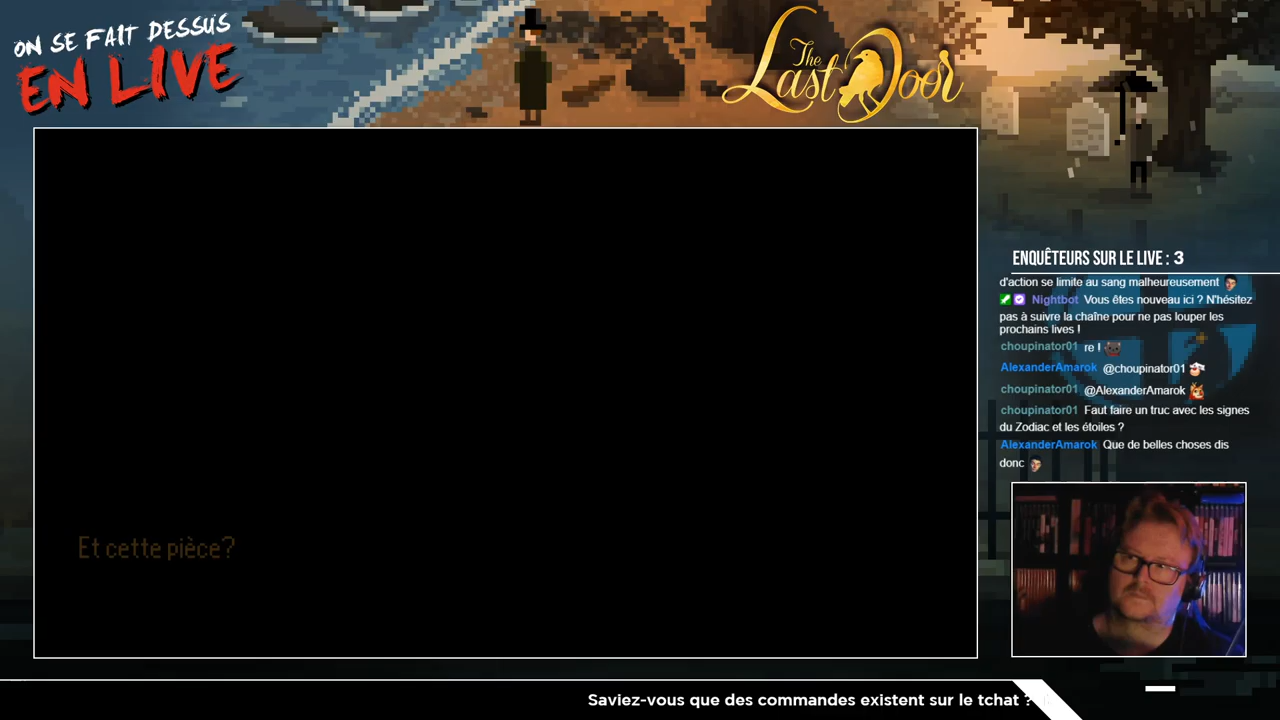 ON SE FAIT DESSUS
EN LIVE
The
Last Door
ENQUÊTEURS SUR LE LIVE : 3
d'action se limite au sang malheureusement
Nightbot Vous êtes nouveau ici ? N'hésitez
pas à suivre la chaîne pour ne pas louper les
prochains lives !
choupinator01 re !
AlexanderAmarok @choupinator01
choupinator01 @AlexanderAmarok
choupinator01 Faut faire un truc avec les signes
du Zodiac et les étoiles ?
AlexanderAmarok Que de belles choses dis
donc
Et cette pièce?
Saviez-vous que des commandes existent sur le tchat ?